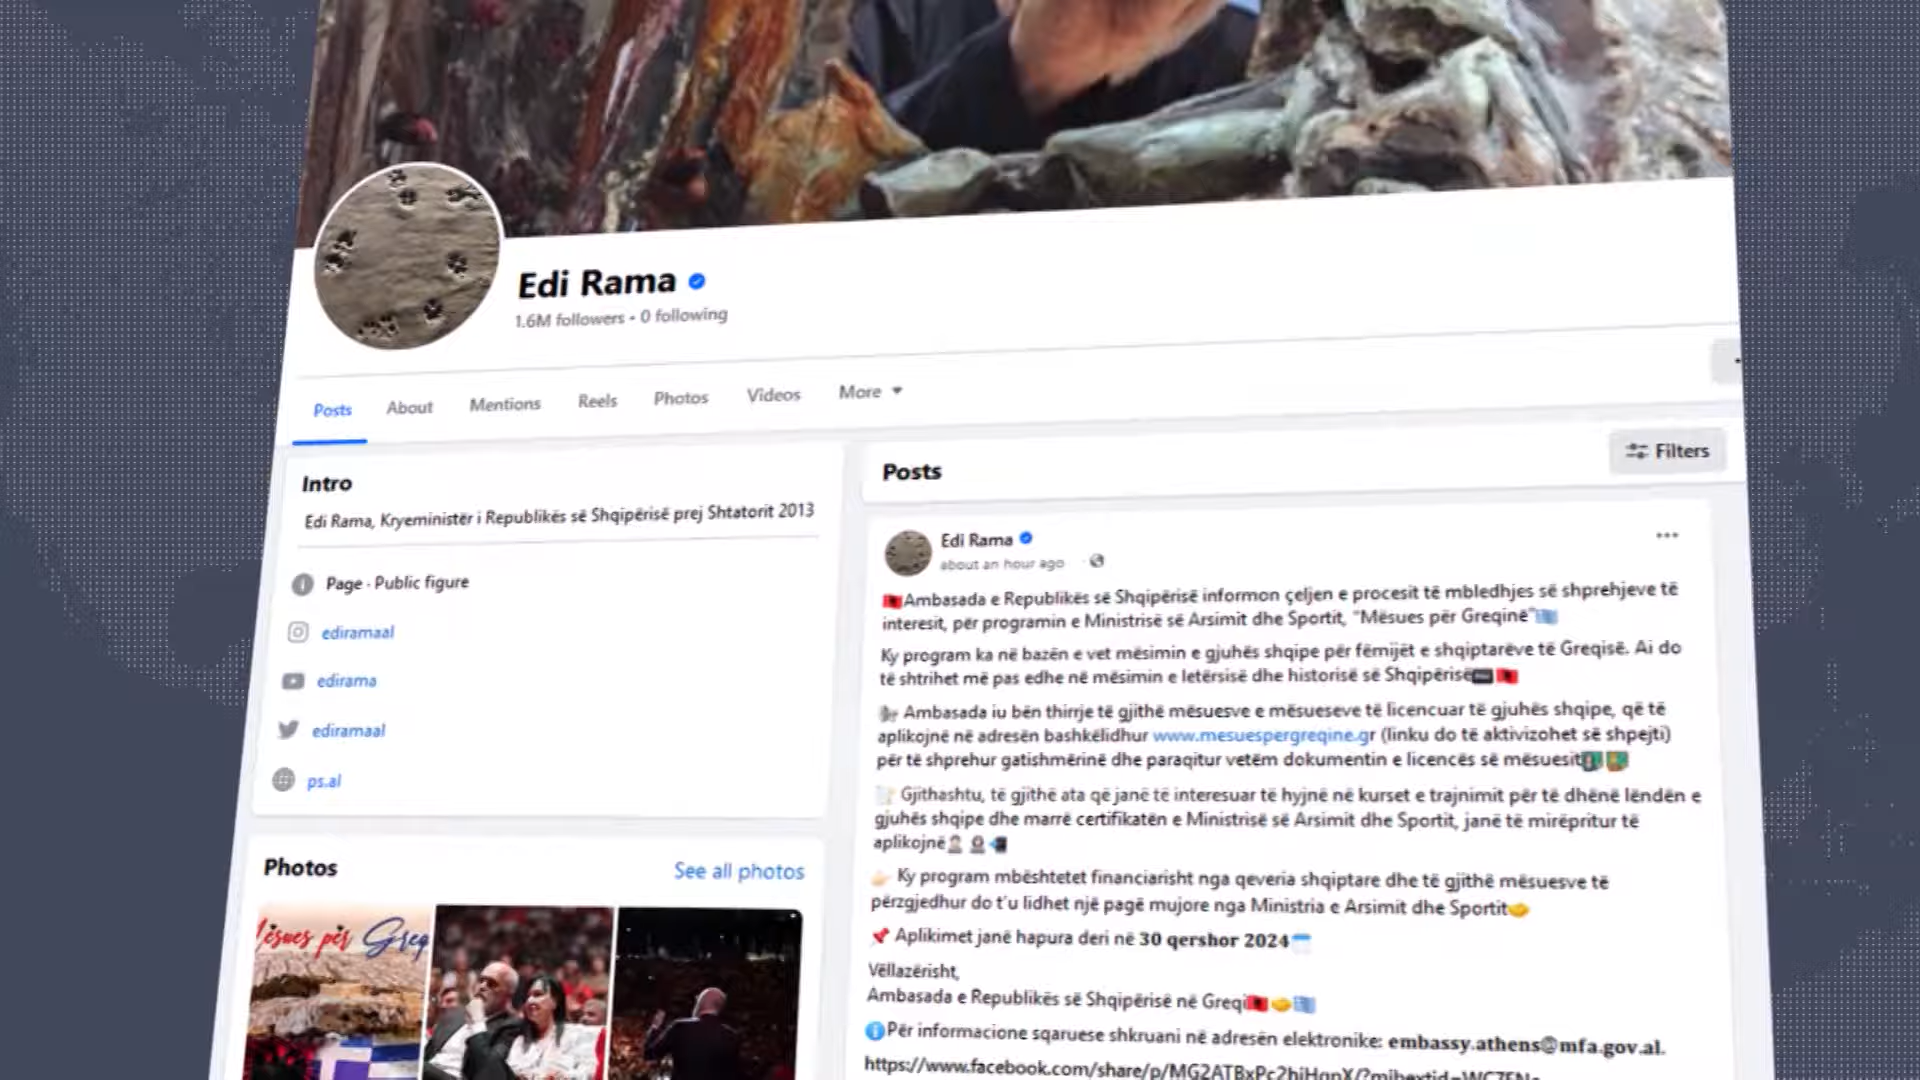 Edi Rama
1.6M followers • 0 following
Posts
About
Mentions
Reels
Photos
Videos
More
Intro
Edi Rama, Kryeministër i Republikës së Shqipërisë prej Shtatorit 2013
Page · Public figure
ediramaal
edirama
ediramaal
ps.al
Photos
See all photos
Mësues për Greq
Posts
Filters
Edi Rama
about an hour ago
Ambasada e Republikës së Shqipërisë informon çeljen e procesit të mbledhjes së shprehjeve të
interesit, për programin e Ministrisë së Arsimit dhe Sportit, "Mësues për Greqinë"
Ky program ka në bazën e vet mësimin e gjuhës shqipe për fëmijët e shqiptarëve të Greqisë. Ai do
të shtrihet më pas edhe në mësimin e letërsisë dhe historisë së Shqipërisë
Ambasada iu bën thirrje të gjithë mësuesve e mësueseve të licencuar të gjuhës shqipe, që të
aplikojnë në adresën bashkëlidhur www.mesuespergreqine.gr (linku do të aktivizohet së shpejti)
për të shprehur gatishmërinë dhe paraqitur vetëm dokumentin e licencës së mësuesit
Gjithashtu, të gjithë ata që janë të interesuar të hyjnë në kurset e trajnimit për të dhënë lëndën e
gjuhës shqipe dhe marrë certifikatën e Ministrisë së Arsimit dhe Sportit, janë të mirëpritur të
aplikojnë
Ky program mbështetet financiarisht nga qeveria shqiptare dhe të gjithë mësuesve të
përzgjedhur do t'u lidhet një pagë mujore nga Ministria e Arsimit dhe Sportit
Aplikimet janë hapura deri në 30 qershor 2024
Vëllazërisht,
Ambasada e Republikës së Shqipërisë në Greqi
Për informacione sqaruese shkruani në adresën elektronike: embassy.athens@mfa.gov.al.